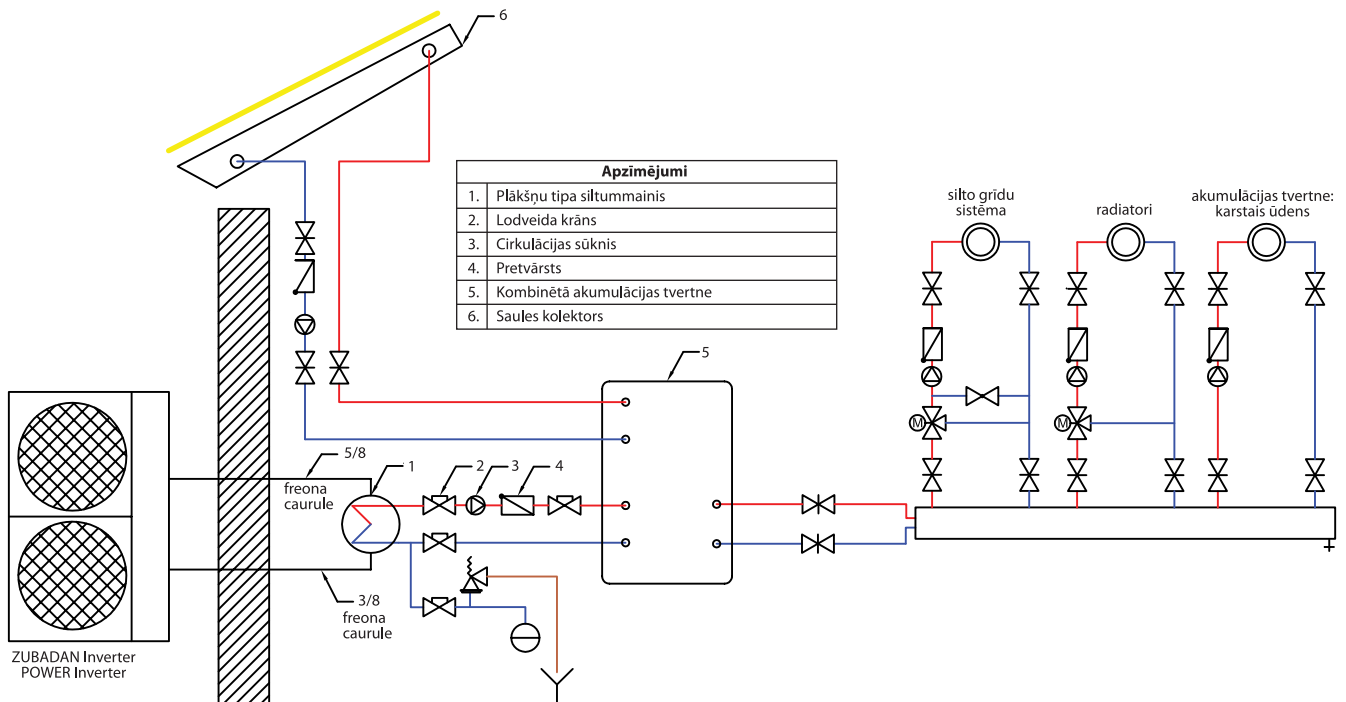 6
Apzīmējumi
1. Plākšņu tipa siltummainis
2. Lodveida krāns
3. Cirkulācijas sūknis
4. Pretvārsts
5. Kombinētā akumulācijas tvertne
6. Saules kolektors
silto grīdu
sistēma
radiatori
akumulācijas tvertne:
karstais ūdens
5
M
M
5/8
freona
caurule
1
2
3
4
3/8
freona
caurule
ZUBADAN Inverter
POWER Inverter